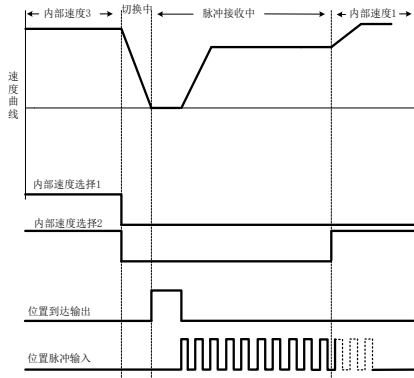 内部速度3
切换中
脉冲接收中
内部速度1
速度曲线
内部速度选择1
内部速度选择2
位置到达输出
位置脉冲输入